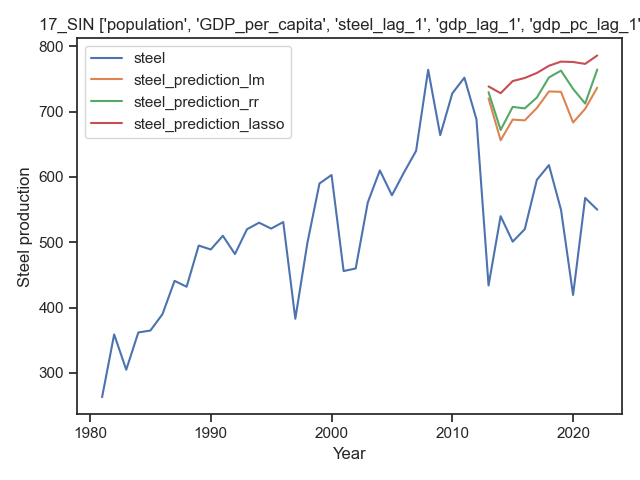 17_SIN ['population', 'GDP_per_capita', 'steel_lag_1', 'gdp_lag_1', 'gdp_pc_lag_1'
800
700
600
500
400
300
Steel production
steel
steel_prediction_lm
steel_prediction_rr
steel_prediction_lasso
1980
1990
2000
2010
2020
Year